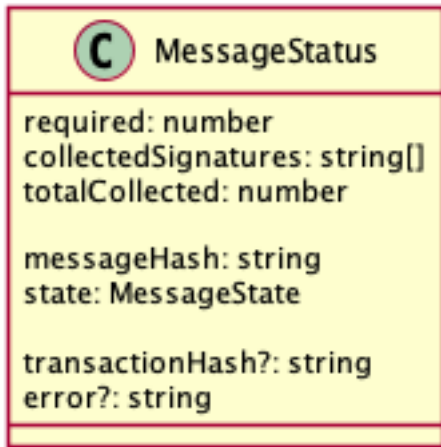 C MessageStatus
required: number
collectedSignatures: string[]
totalCollected: number
messageHash: string
state: MessageState
transactionHash?: string
error?: string